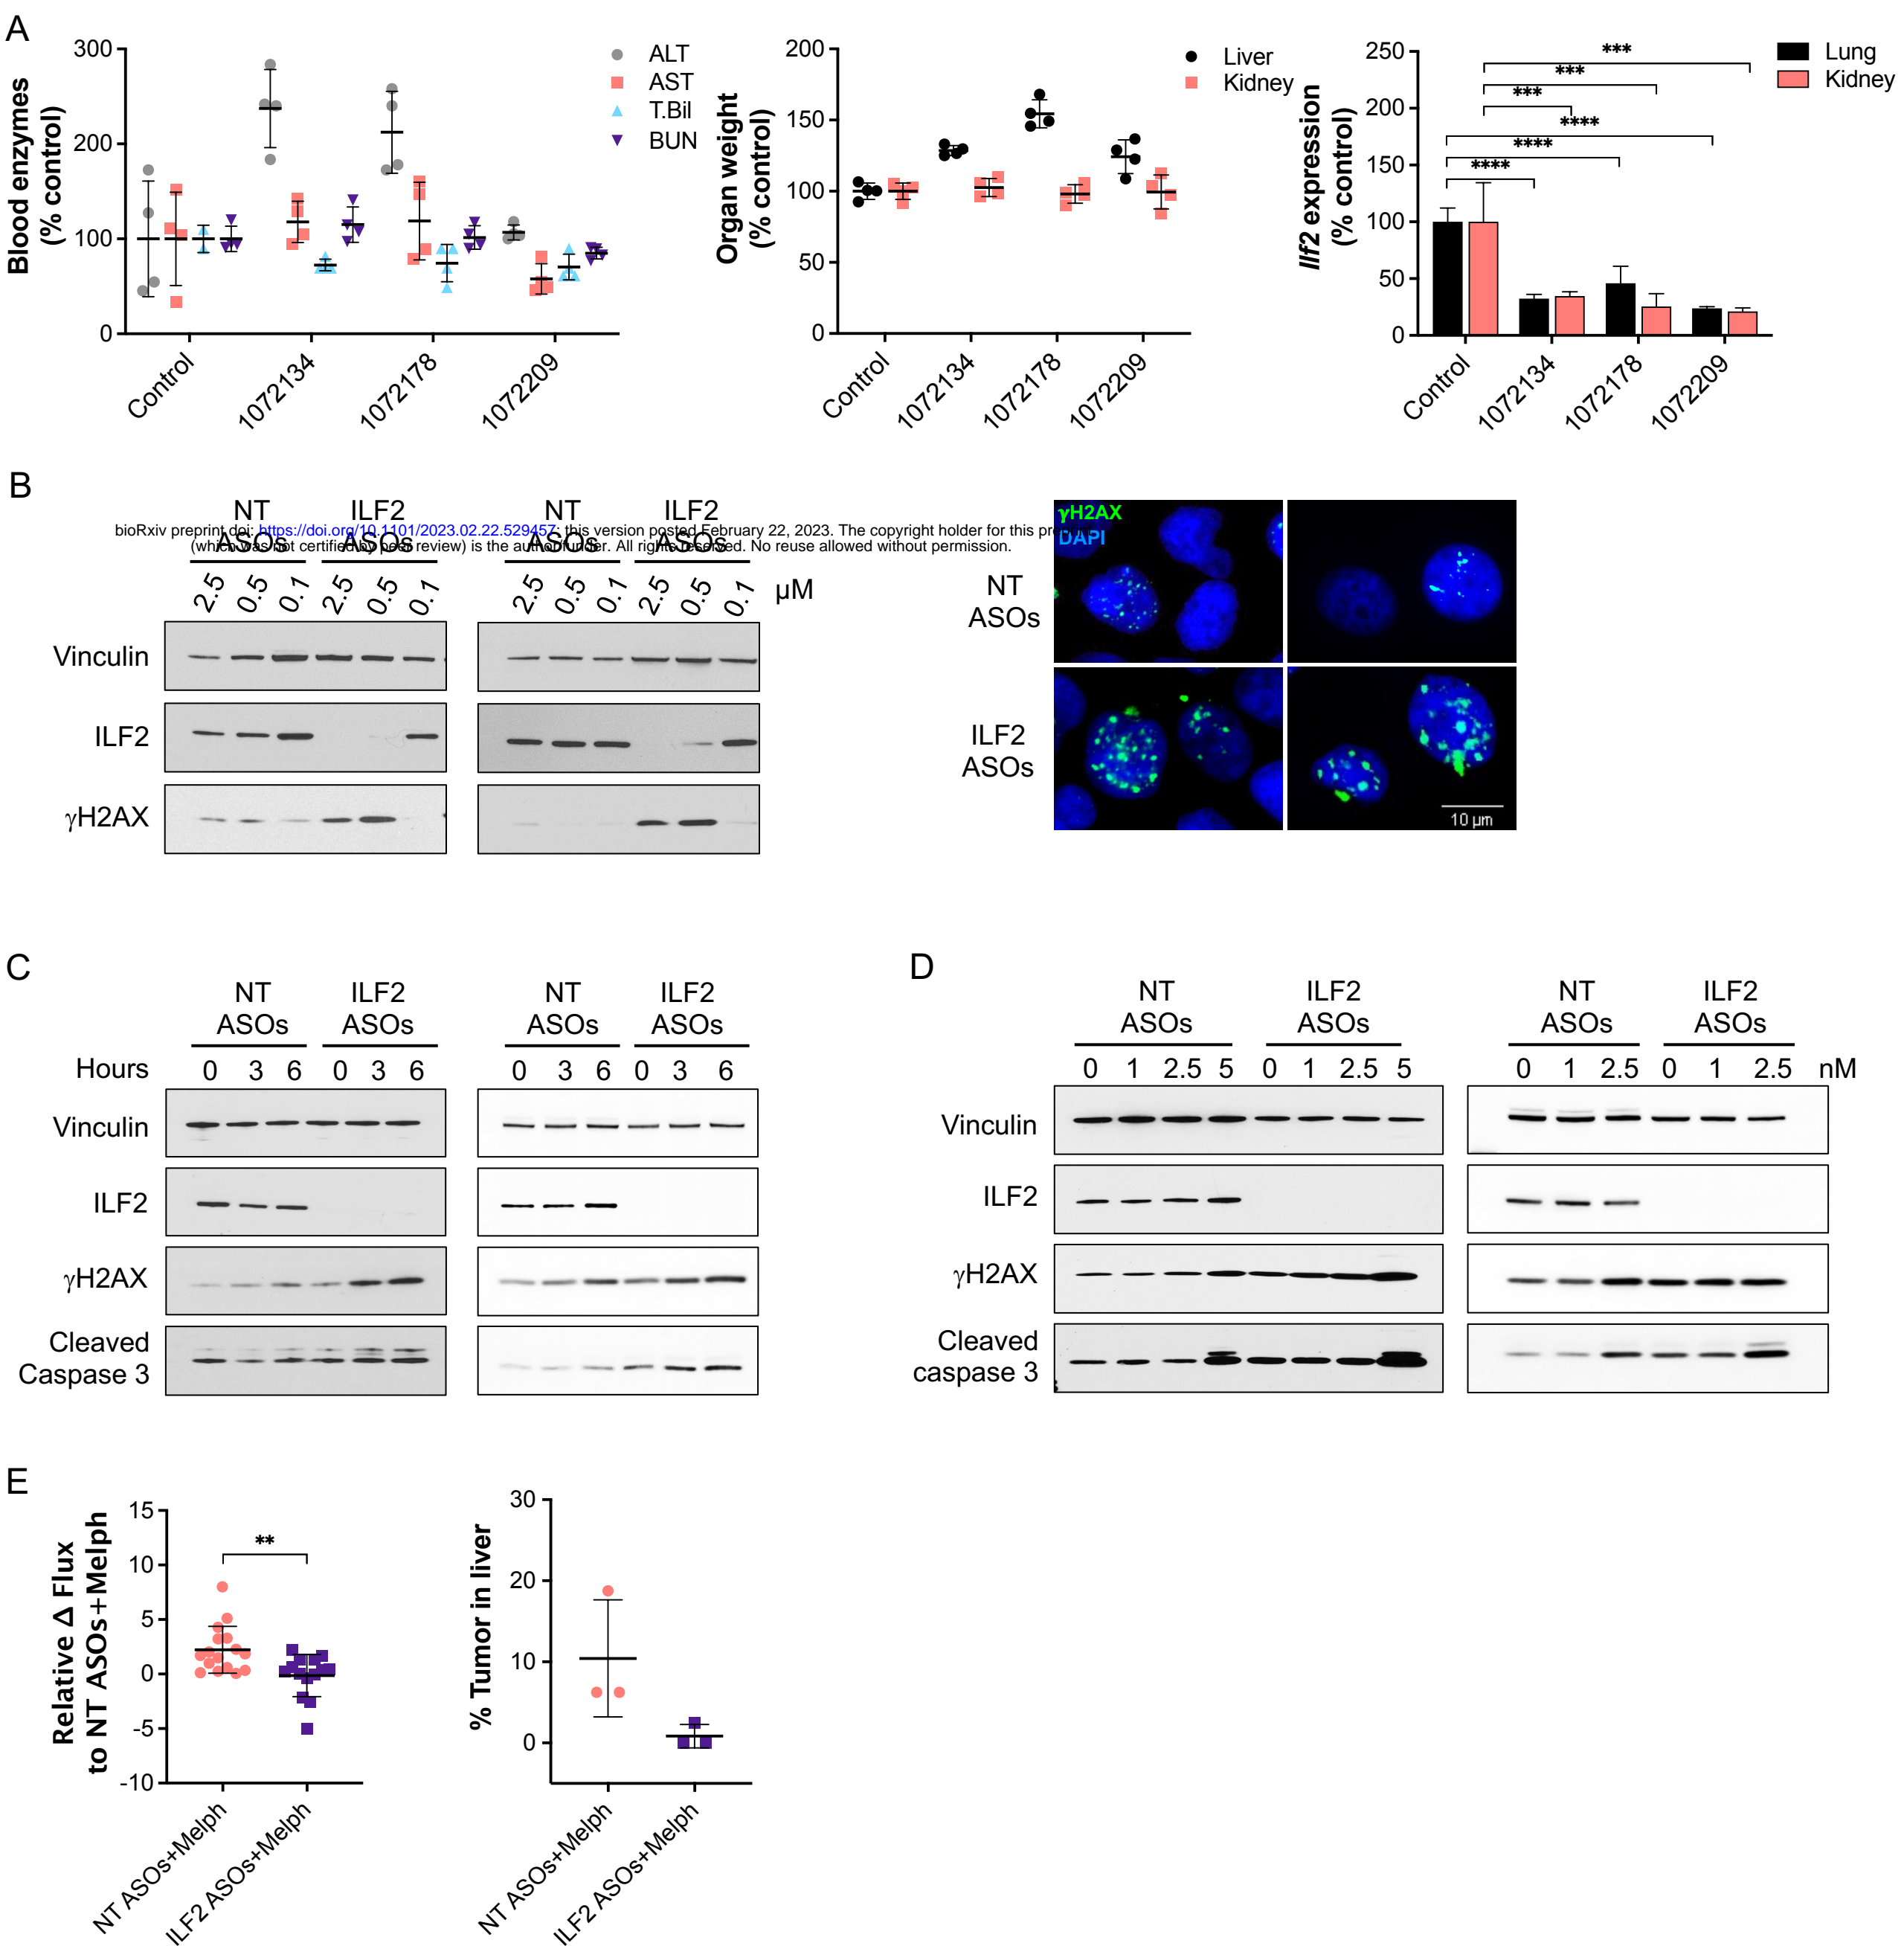 A
Blood enzymes
(% control)
300
200
100
0
Control
1072134
1072178
1072209
ALT
AST
T.Bil
BUN
Organ weight
(% control)
200
150
100
50
0
Control
1072134
1072178
1072209
Liver
Kidney
Ilf2 expression
(% control)
250
200
150
100
50
0
***
***
***
****
****
****
Control
1072134
1072178
1072209
Lung
Kidney
B
NT
ASOs
ILF2
ASOs
NT
ASOs
ILF2
ASOs
bioRxiv preprint doi: https://doi.org/10.1101/2023.02.22.529457; this version posted February 22, 2023. The copyright holder for this
(which was not certified by peer review) is the author/funder. All rights reserved. No reuse allowed without permission.
2.5 0.5 0.1 2.5 0.5 0.1
2.5 0.5 0.1 2.5 0.5 0.1 µM
Vinculin
ILF2
γH2AX
γH2AX
DAPI
NT
ASOs
ILF2
ASOs
10 µm
C
NT
ASOs
ILF2
ASOs
NT
ASOs
ILF2
ASOs
Hours 0 3 6 0 3 6
0 3 6 0 3 6
Vinculin
ILF2
γH2AX
Cleaved
Caspase 3
D
NT
ASOs
ILF2
ASOs
NT
ASOs
ILF2
ASOs
0 1 2.5 5 0 1 2.5 5
0 1 2.5 0 1 2.5 nM
Vinculin
ILF2
γH2AX
Cleaved
caspase 3
E
Relative Δ Flux
to NT ASOs+Melph
15
10
5
0
-5
-10
**
NT ASOs+Melph
ILF2 ASOs+Melph
% Tumor in liver
30
20
10
0
NT ASOs+Melph
ILF2 ASOs+Melph